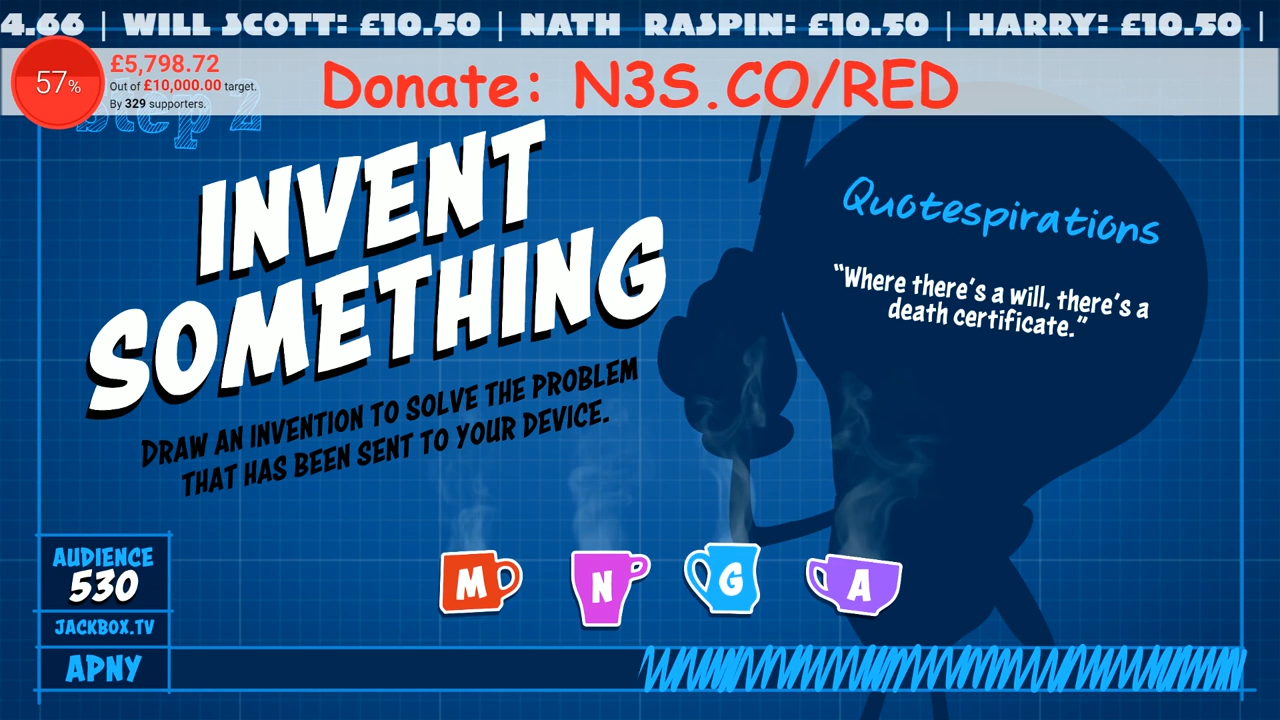 4.66 | WILL SCOTT: £10.50 | NATH RASPIN: £10.50 | HARRY: £10.50 |
57%
£5,798.72
Out of £10,000.00 target.
By 329 supporters.
Donate: N3S.CO/RED
Step 2
INVENT
SOMETHING
DRAW AN INVENTION TO SOLVE THE PROBLEM
THAT HAS BEEN SENT TO YOUR DEVICE.
Quotespirations
“Where there's a will, there's a
death certificate.”
M N G A
AUDIENCE
530
JACKBOX.TV
APNY